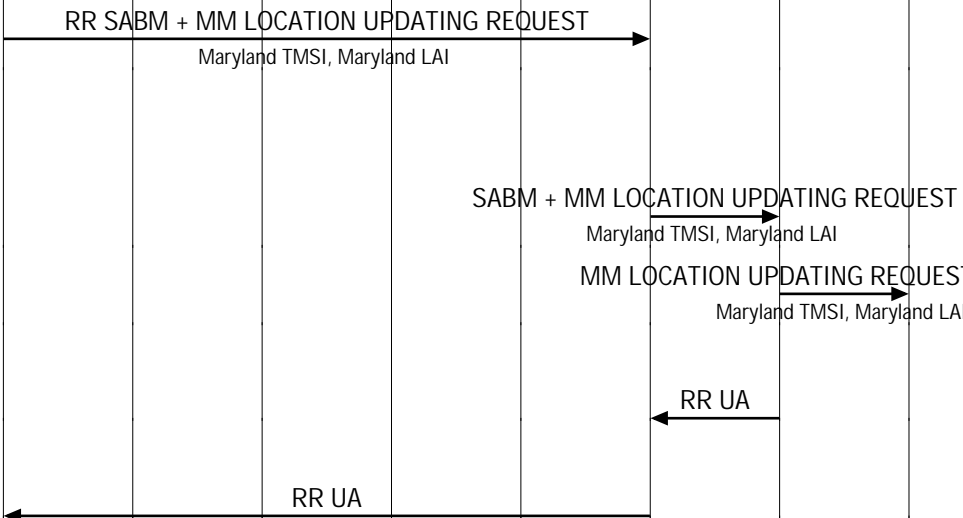 RR SABM + MM LOCATION UPDATING REQUEST
Maryland TMSI, Maryland LAI
SABM + MM LOCATION UPDATING REQUEST
Maryland TMSI, Maryland LAI
MM LOCATION UPDATING REQUEST
Maryland TMSI, Maryland LAI
RR UA
RR UA